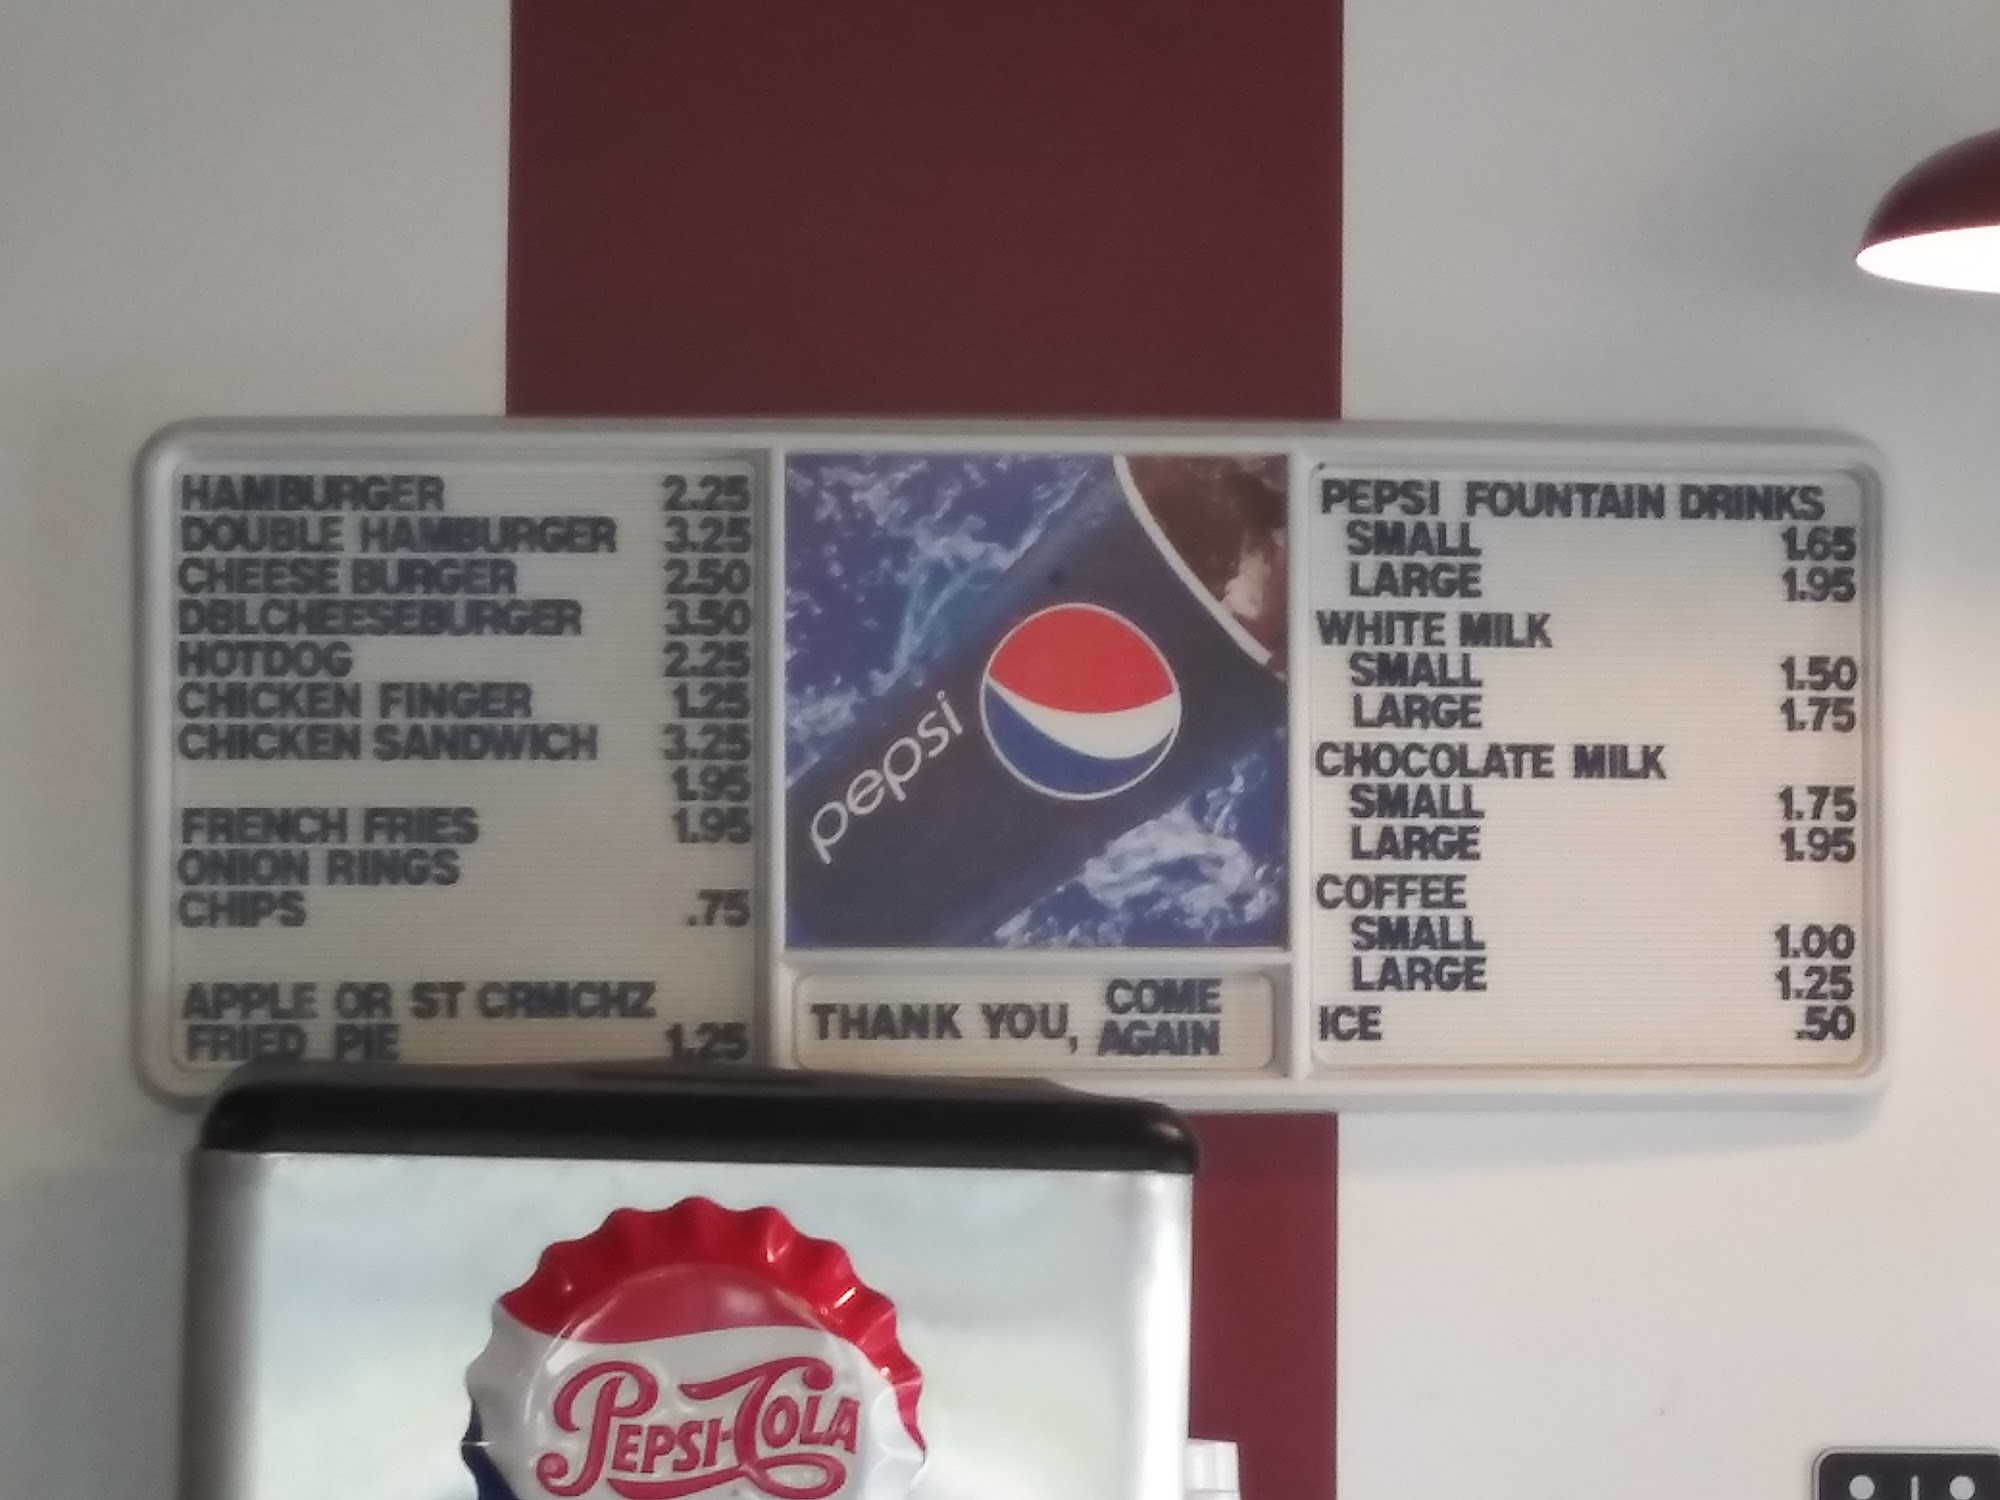 HAMBURGER 2.25
DOUBLE HAMBURGER 3.25
CHEESE BURGER 2.50
DBLCHEESEBURGER 3.50
HOTDOG 2.25
CHICKEN FINGER 1.25
CHICKEN SANDWICH 3.25
1.95
FRENCH FRIES 1.95
ONION RINGS
CHIPS .75
APPLE OR ST CRMCHZ
FRIED PIE 1.25
pepsi
THANK YOU, COME
AGAIN
PEPSI FOUNTAIN DRINKS
SMALL 1.65
LARGE 1.95
WHITE MILK
SMALL 1.50
LARGE 1.75
CHOCOLATE MILK
SMALL 1.75
LARGE 1.95
COFFEE
SMALL 1.00
LARGE 1.25
ICE .50
PEPSI-COLA